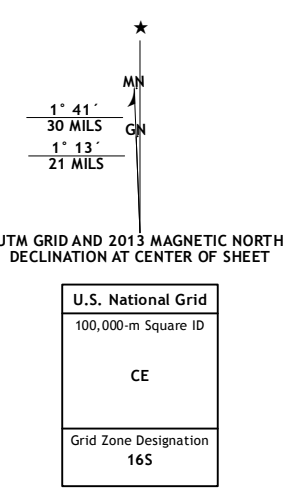 ★
MN
1° 41´
30 MILS
GN
1° 13´
21 MILS
UTM GRID AND 2013 MAGNETIC NORTH
DECLINATION AT CENTER OF SHEET
U.S. National Grid
100,000-m Square ID
CE
Grid Zone Designation
16S